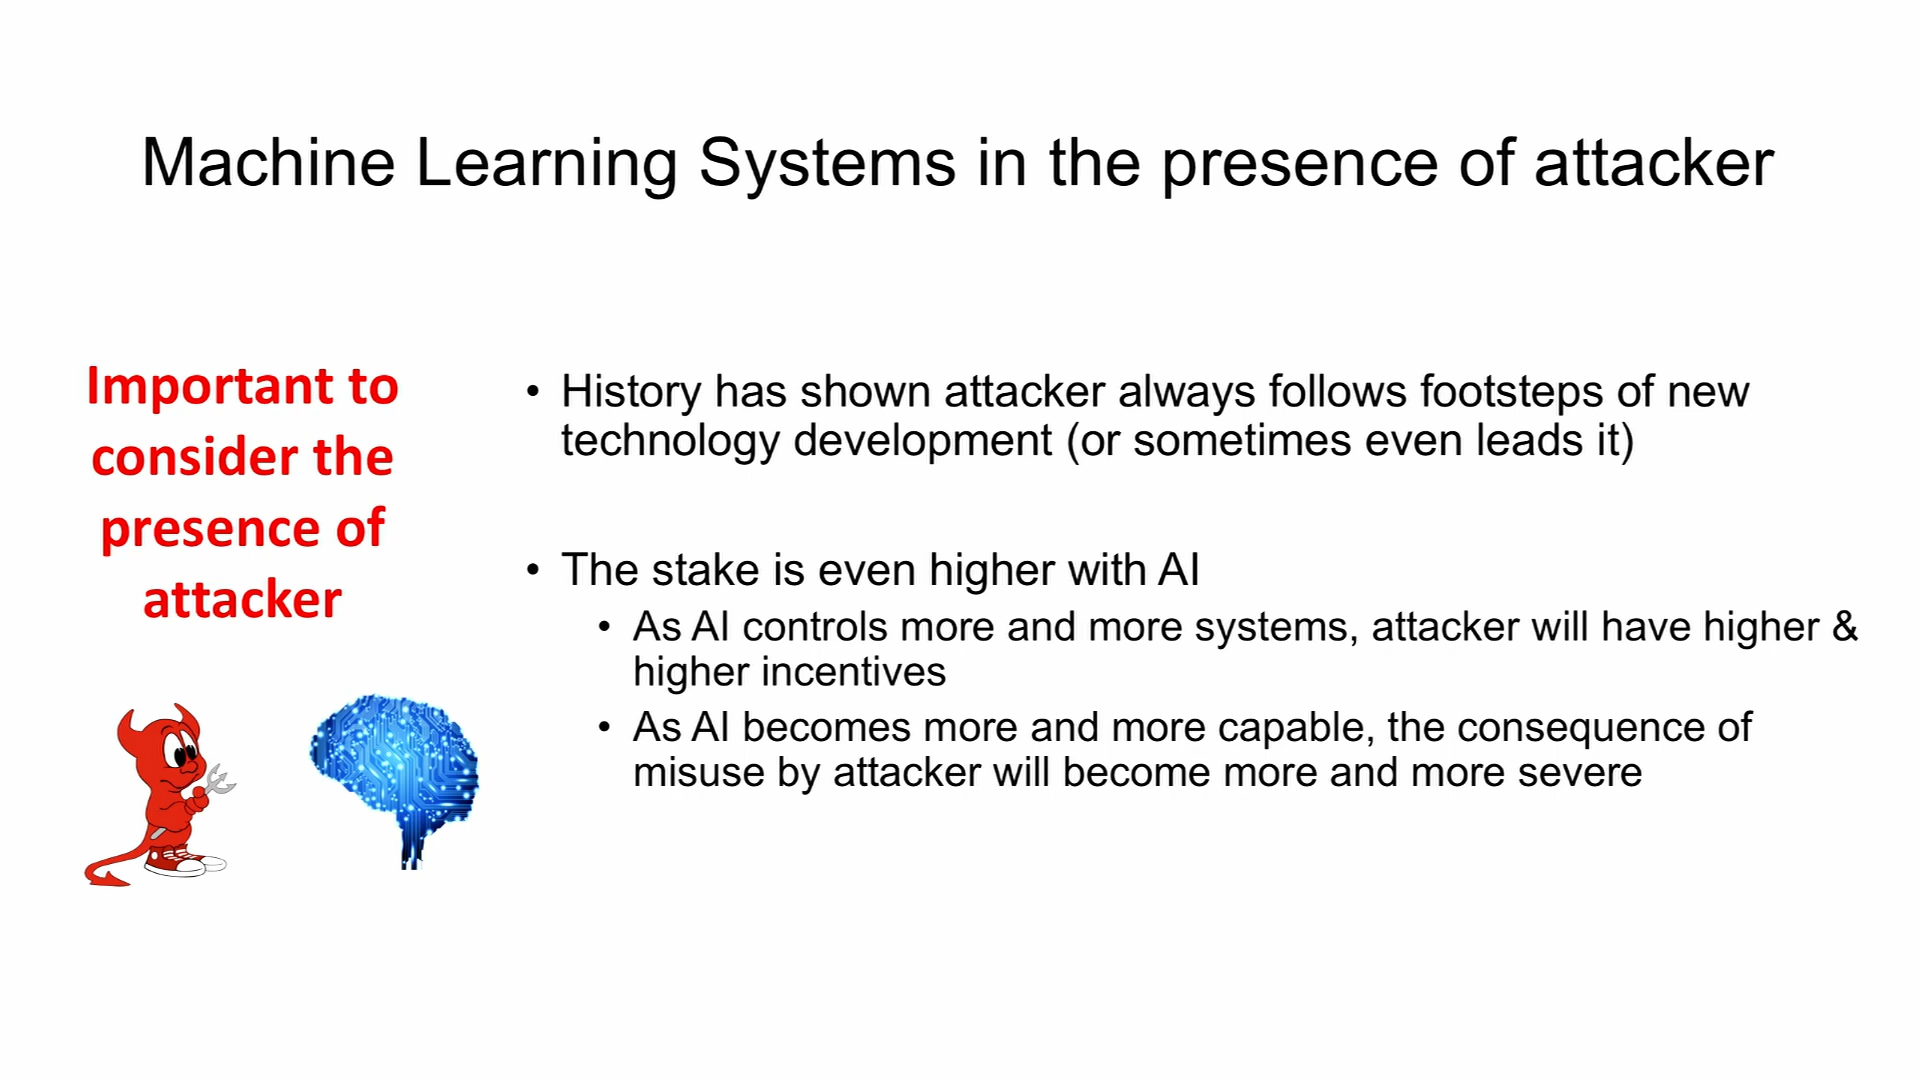 Machine Learning Systems in the presence of attacker
Important to
consider the
presence of
attacker
• History has shown attacker always follows footsteps of new
technology development (or sometimes even leads it)
• The stake is even higher with AI
• As AI controls more and more systems, attacker will have higher &
higher incentives
• As AI becomes more and more capable, the consequence of
misuse by attacker will become more and more severe